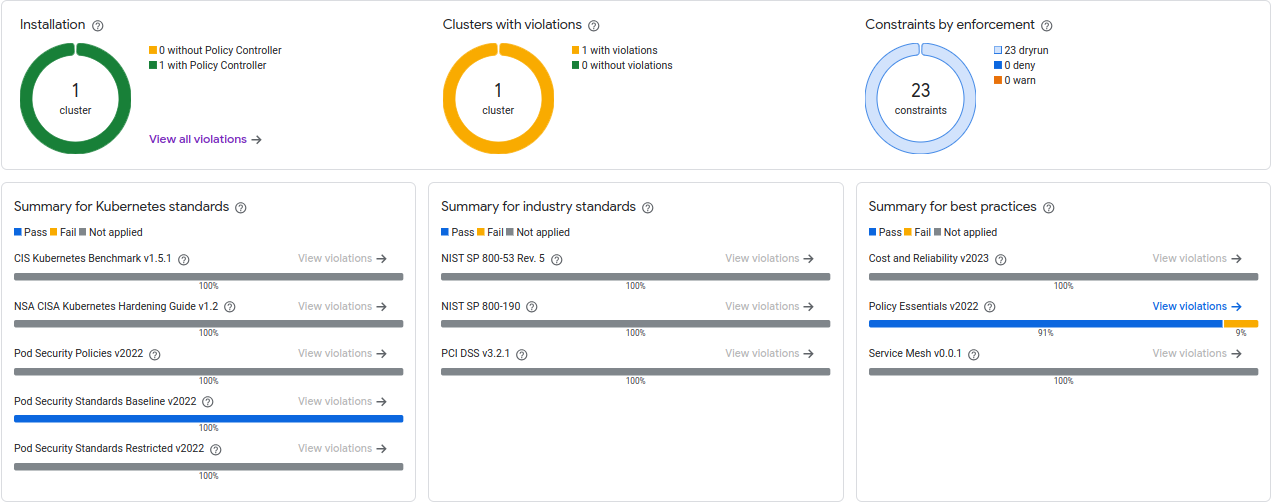 Installation
1
cluster
0 without Policy Controller
1 with Policy Controller
View all violations
Clusters with violations
1
cluster
1 with violations
0 without violations
Constraints by enforcement
23
constraints
23 dryrun
0 deny
0 warn
Summary for Kubernetes standards
Pass Fail Not applied
CIS Kubernetes Benchmark v1.5.1 View violations
100%
NSA CISA Kubernetes Hardening Guide v1.2 View violations
100%
Pod Security Policies v2022 View violations
100%
Pod Security Standards Baseline v2022 View violations
100%
Pod Security Standards Restricted v2022 View violations
100%
Summary for industry standards
Pass Fail Not applied
NIST SP 800-53 Rev. 5 View violations
100%
NIST SP 800-190 View violations
100%
PCI DSS v3.2.1 View violations
100%
Summary for best practices
Pass Fail Not applied
Cost and Reliability v2023 View violations
100%
Policy Essentials v2022 View violations
91% 9%
Service Mesh v0.0.1 View violations
100%